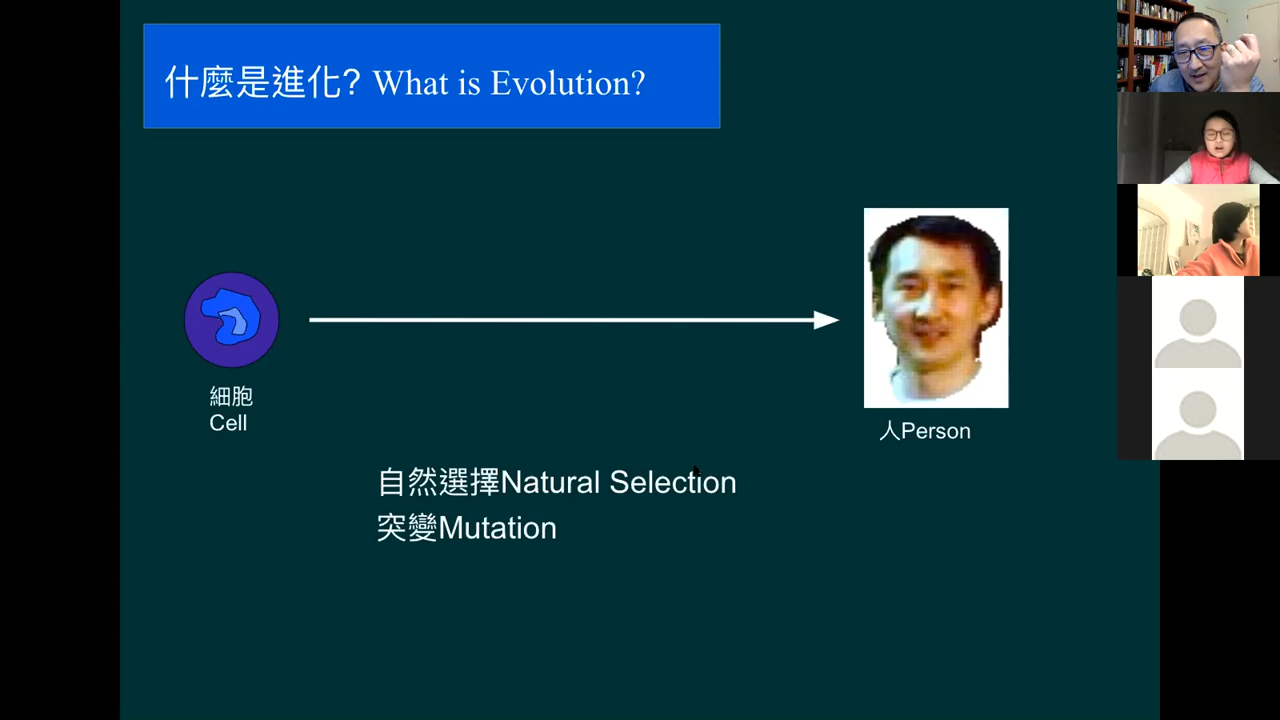 什麼是進化? What is Evolution?
細胞
Cell
人Person
自然選擇Natural Selection
突變Mutation